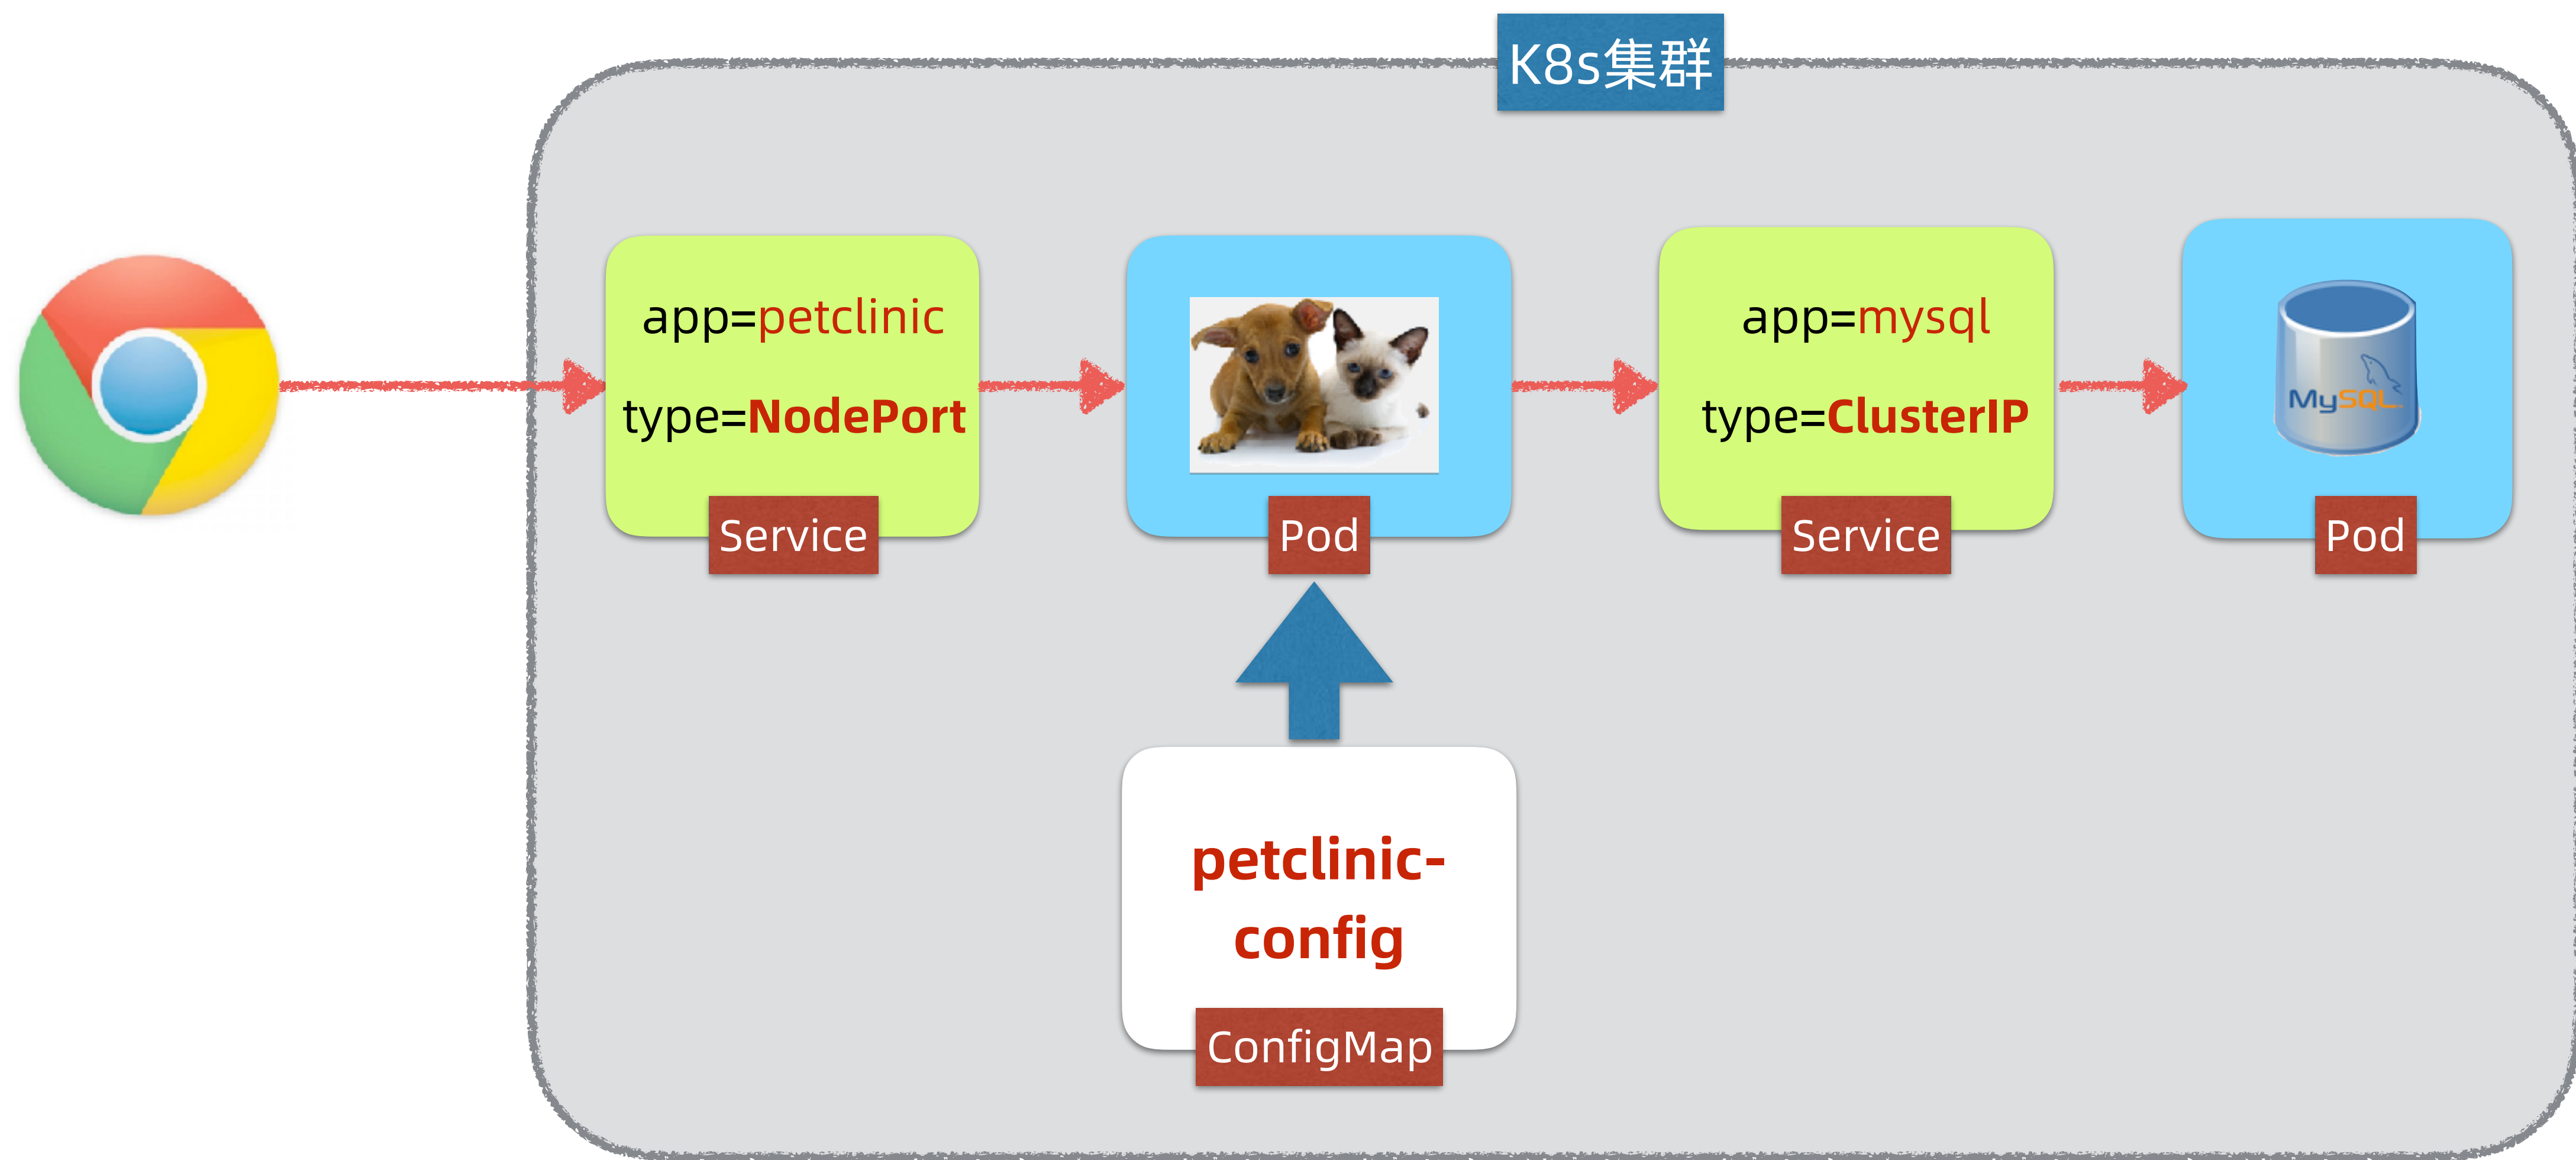 K8s集群
app=petclinic
type=NodePort
Service
Pod
app=mysql
type=ClusterIP
Service
MySQL
Pod
petclinic-
config
ConfigMap